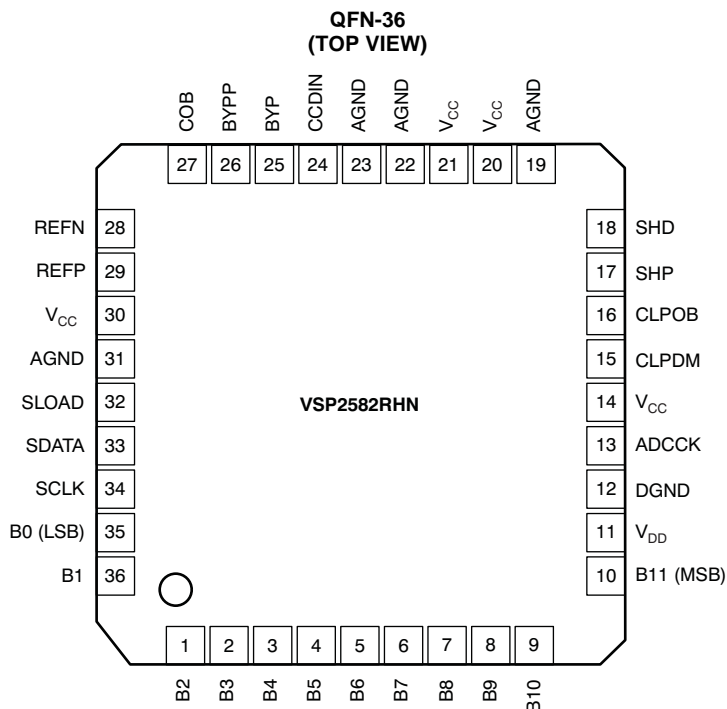 QFN-36
(TOP VIEW)
COB
BYPP
BYP
CCDIN
AGND
AGND
VCC
VCC
AGND
27 26 25 24 23 22 21 20 19
REFN 28
REFP 29
VCC 30
AGND 31
SLOAD 32
SDATA 33
SCLK 34
B0 (LSB) 35
B1 36
VSP2582RHN
18 SHD
17 SHP
16 CLPOB
15 CLPDM
14 VCC
13 ADCCK
12 DGND
11 VDD
10 B11 (MSB)
1 2 3 4 5 6 7 8 9
B2
B3
B4
B5
B6
B7
B8
B9
B10